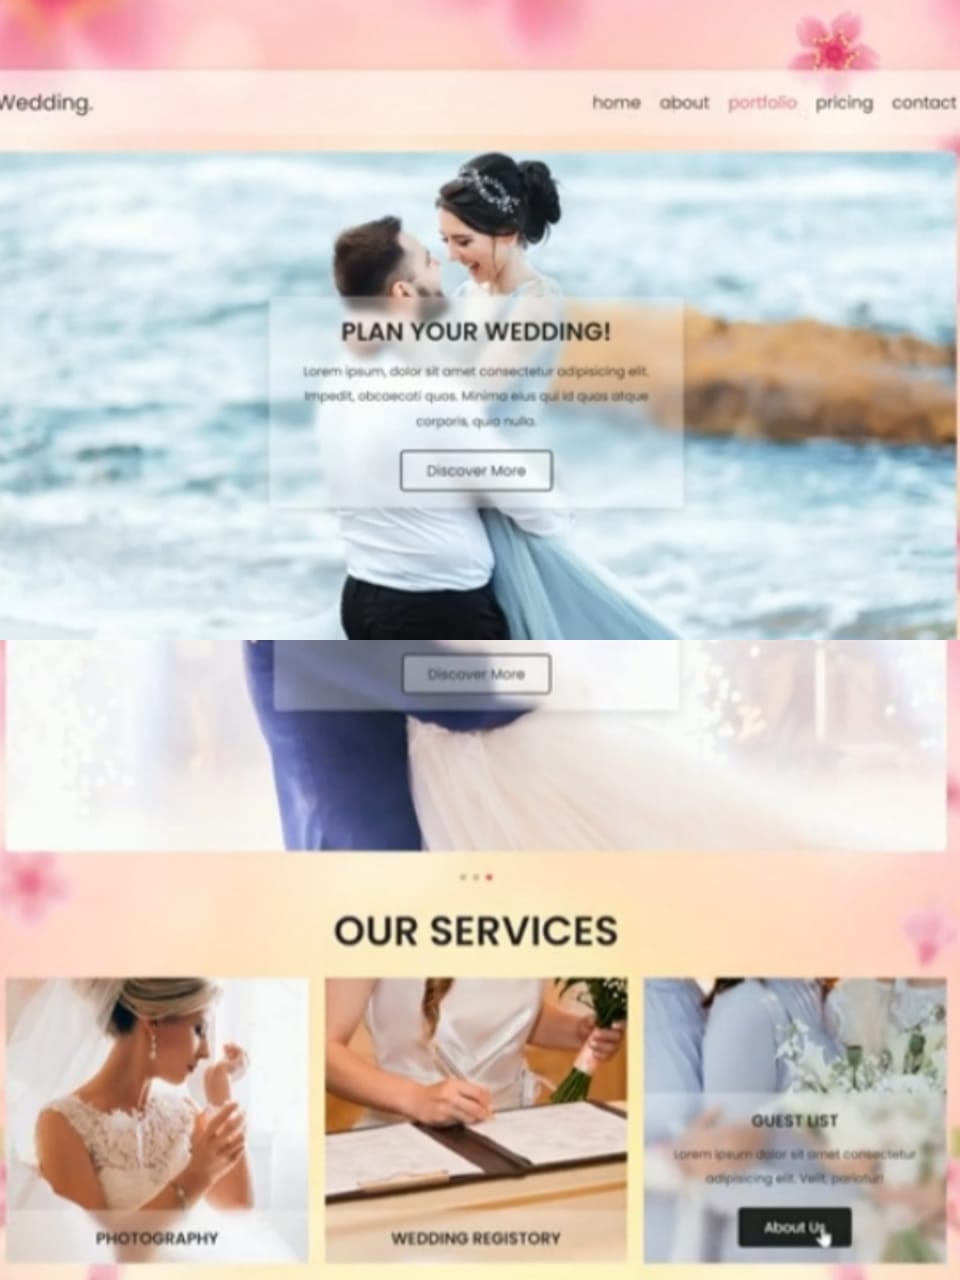 Wedding.
home about portfolio pricing contact
PLAN YOUR WEDDING!
Lorem ipsum, dolor sit amet consectetur adipisicing elit.
Impedit, obcaecati quos. Minima eius qui id quas atque
corporis, quia nulla.
Discover More
Discover More
OUR SERVICES
PHOTOGRAPHY
WEDDING REGISTORY
GUEST LIST
Lorem ipsum dolor sit amet consectetur
adipisicing elit. Velit, pariatur!
About Us